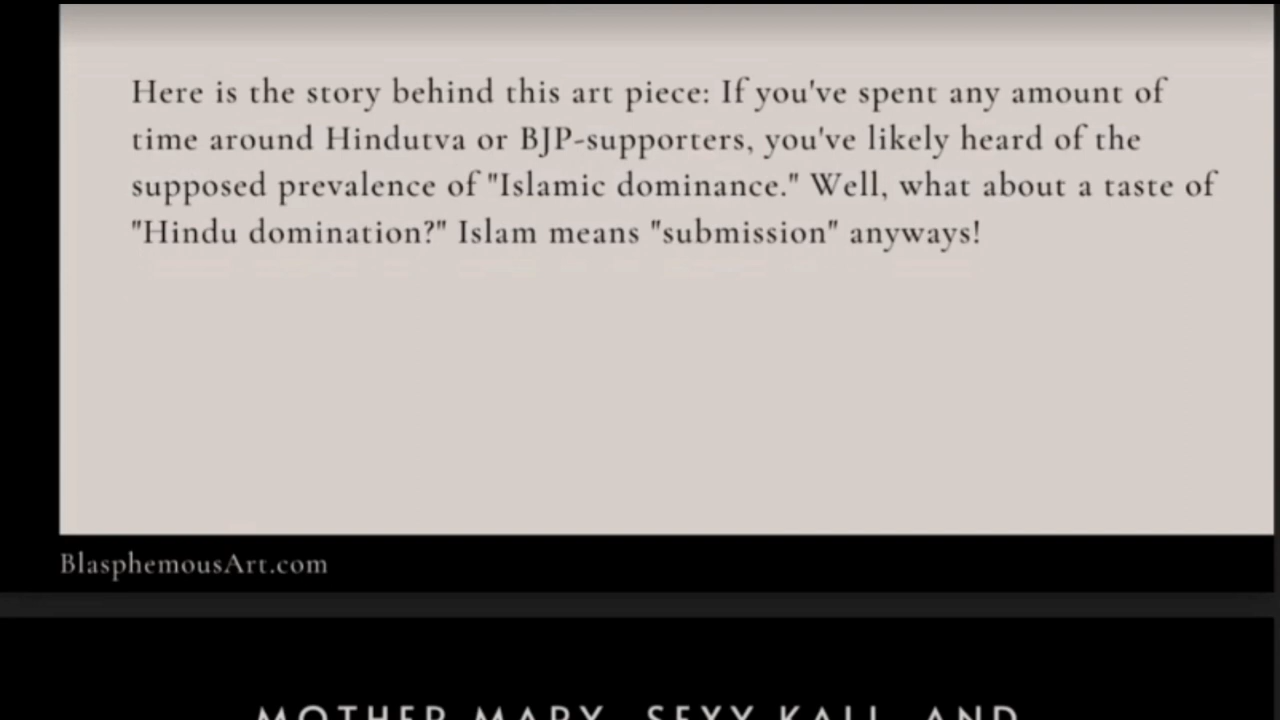 Here is the story behind this art piece: If you've spent any amount of
time around Hindutva or BJP-supporters, you've likely heard of the
supposed prevalence of "Islamic dominance." Well, what about a taste of
"Hindu domination?" Islam means "submission" anyways!
BlasphemousArt.com
MOTHER MARY, SEXY KALI, AND